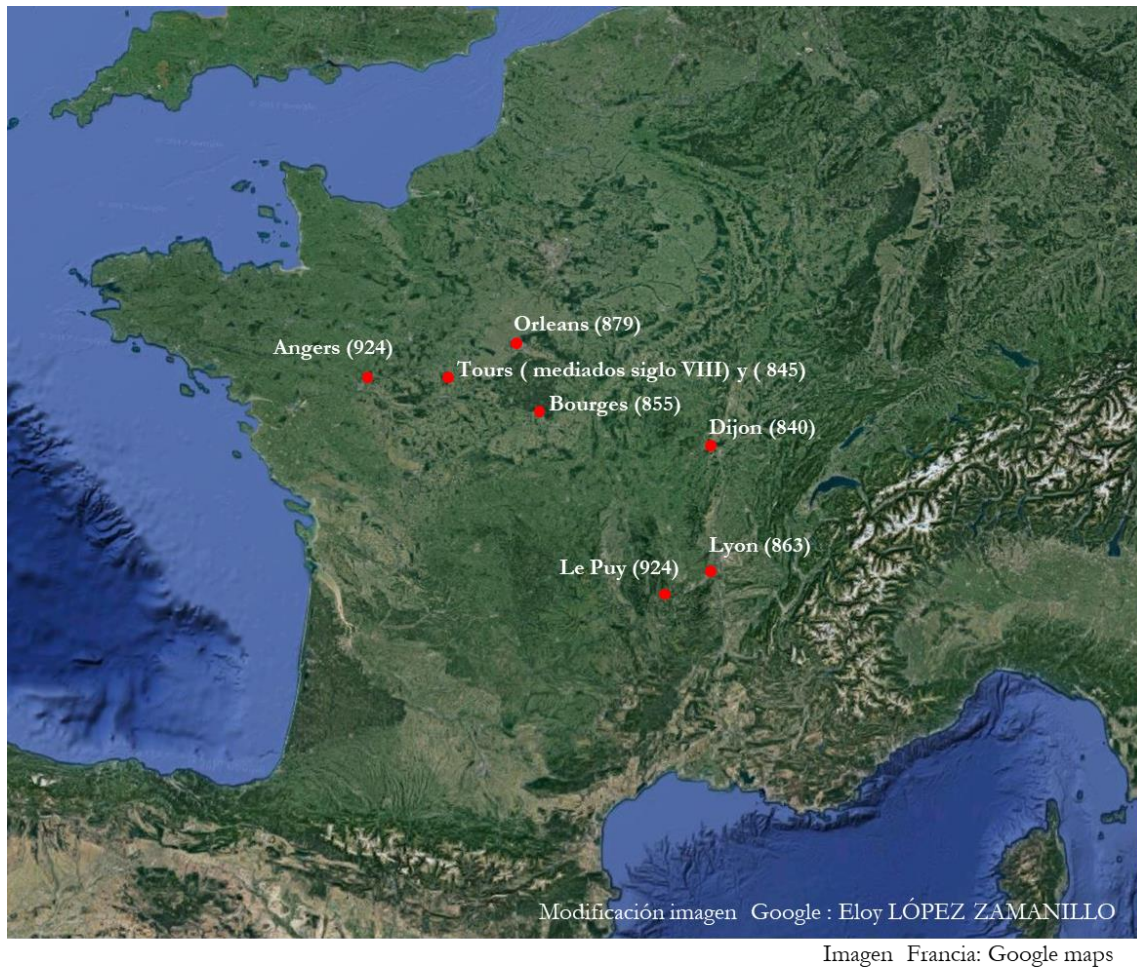 Orleans (879)
Angers (924)
Tours ( mediados siglo VIII) y ( 845)
Bourges (855)
Dijon (840)
Lyon (863)
Le Puy (924)
Modificación imagen Google : Eloy LÓPEZ ZAMANILLO
Imagen Francia: Google maps